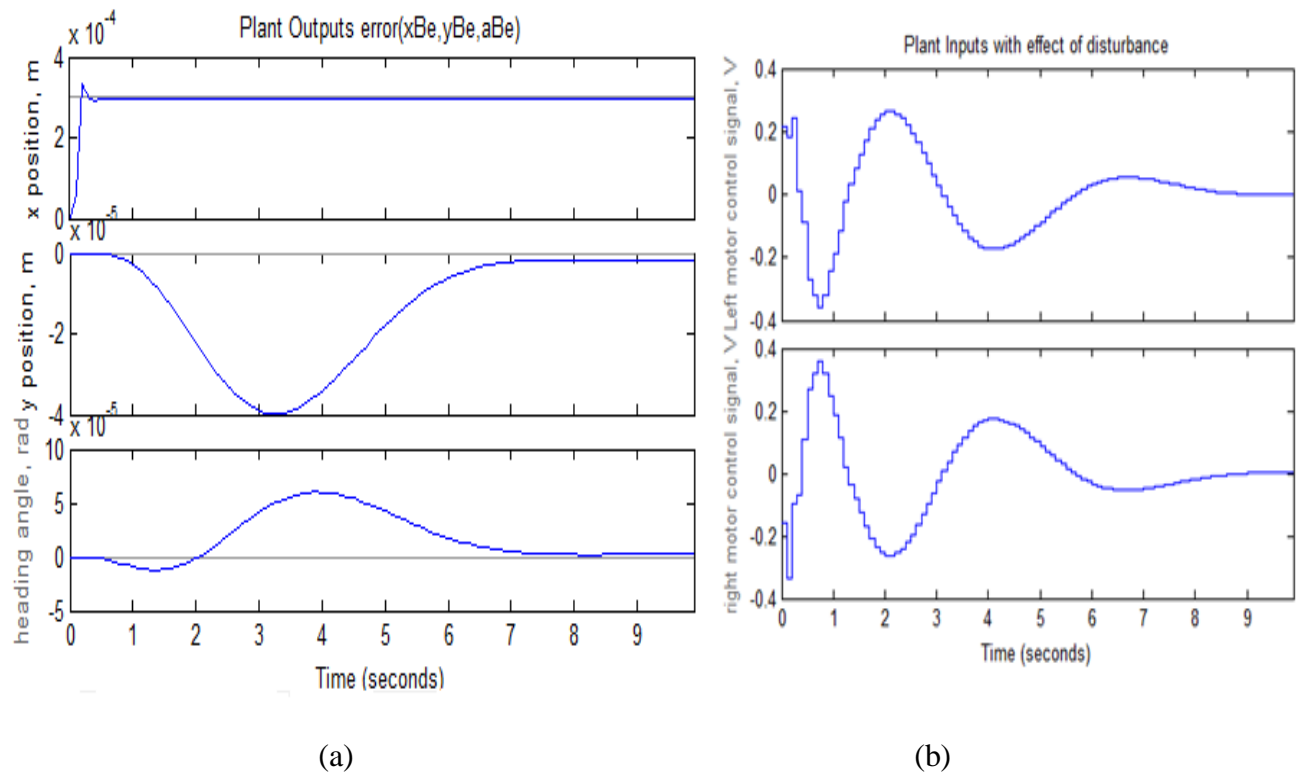 Plant Outputs error(xBe,yBe,aBe)
x 10⁻⁴
4
2
0
x position, m
x 10⁻⁵
0
-2
-4
y position, m
x 10⁻⁵
10
5
0
-5
heading angle, rad
0 1 2 3 4 5 6 7 8 9
Time (seconds)
(a)
Plant Inputs with effect of disturbance
0.4
0.2
0
-0.2
-0.4
Left motor control signal, V
0.4
0.2
0
-0.2
-0.4
right motor control signal, V
0 1 2 3 4 5 6 7 8 9
Time (seconds)
(b)